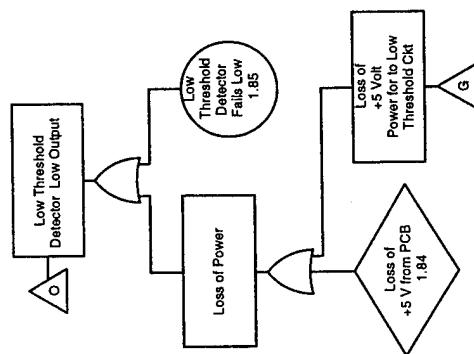 Low Threshold
Detector Low Output
O
Low
Threshold
Detector
Fails Low
1.85
Loss of Power
Loss of
+5 V from PCB
1.84
Loss of
+5 Volt
Power for to Low
Threshold Ckt
G